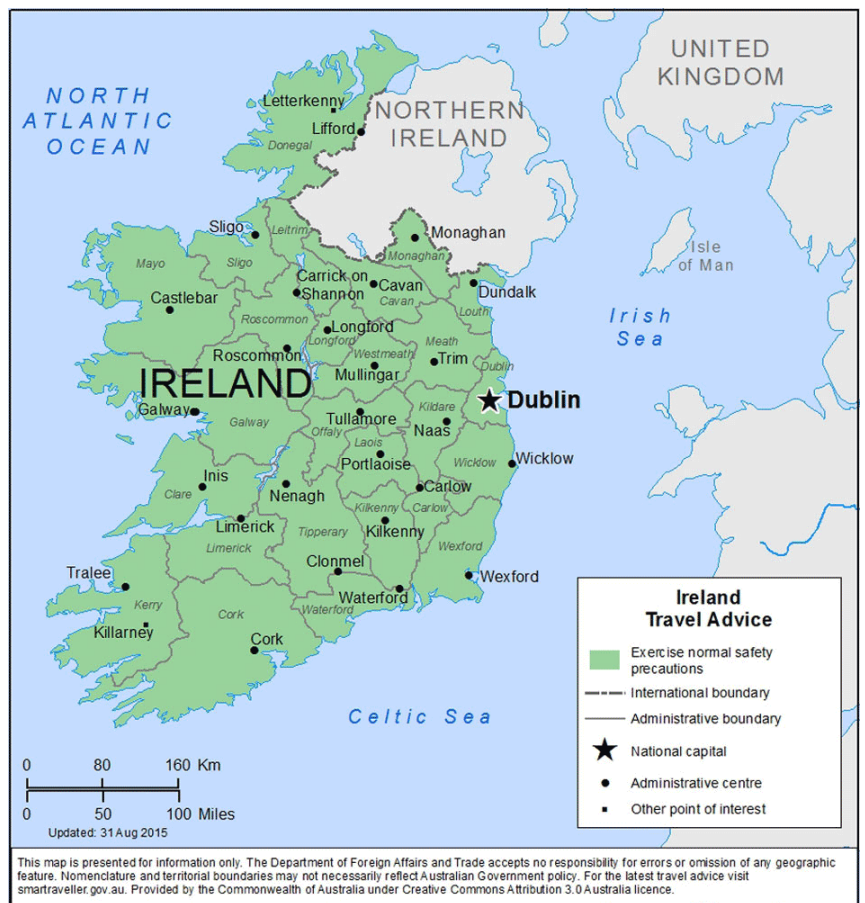 NORTH
ATLANTIC
OCEAN
UNITED
KINGDOM
Letterkenny
Lifford
Donegal
NORTHERN
IRELAND
Sligo
Leitrim
Monaghan
Monaghan
Isle
of Man
Mayo
Sligo
Carrick on
Shannon
Cavan
Cavan
Dundalk
Castlebar
Roscommon
Longford
Longford
Louth
Irish
Sea
Meath
Roscommon
Westmeath
Trim
Dublin
Mullingar
IRELAND
Dublin
Galway
Galway
Tullamore
Kildare
Naas
Offaly
Laois
Portlaoise
Wicklow
Wicklow
Inis
Clare
Nenagh
Carlow
Kilkenny
Carlow
Limerick
Tipperary
Kilkenny
Limerick
Wexford
Clonmel
Tralee
Wexford
Waterford
Kerry
Cork
Waterford
Killarney
Cork
Celtic Sea
Ireland
Travel Advice
Exercise normal safety
precautions
International boundary
Administrative boundary
National capital
Administrative centre
Other point of interest
0 80 160 Km
0 50 100 Miles
Updated: 31 Aug 2015
This map is presented for information only. The Department of Foreign Affairs and Trade accepts no responsibility for errors or omission of any geographic
feature. Nomenclature and territorial boundaries may not necessarily reflect Australian Government policy. For the latest travel advice visit
smartraveller.gov.au. Provided by the Commonwealth of Australia under Creative Commons Attribution 3.0 Australia licence.